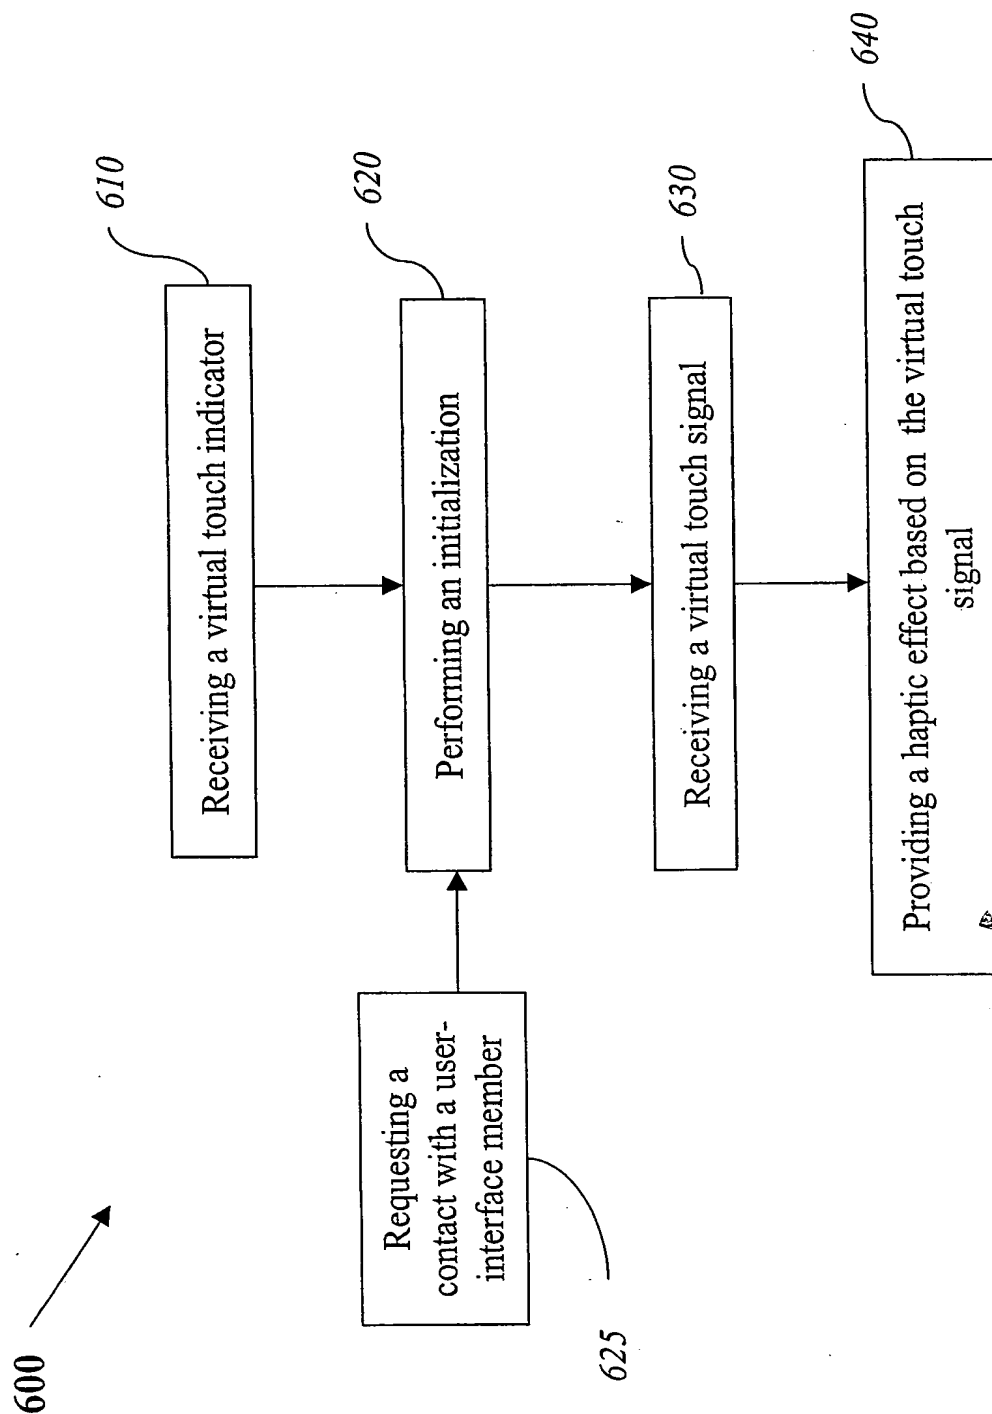 600
610
Receiving a virtual touch indicator
620
Performing an initialization
Requesting a
contact with a user-
interface member
625
630
Receiving a virtual touch signal
640
Providing a haptic effect based on the virtual touch
signal